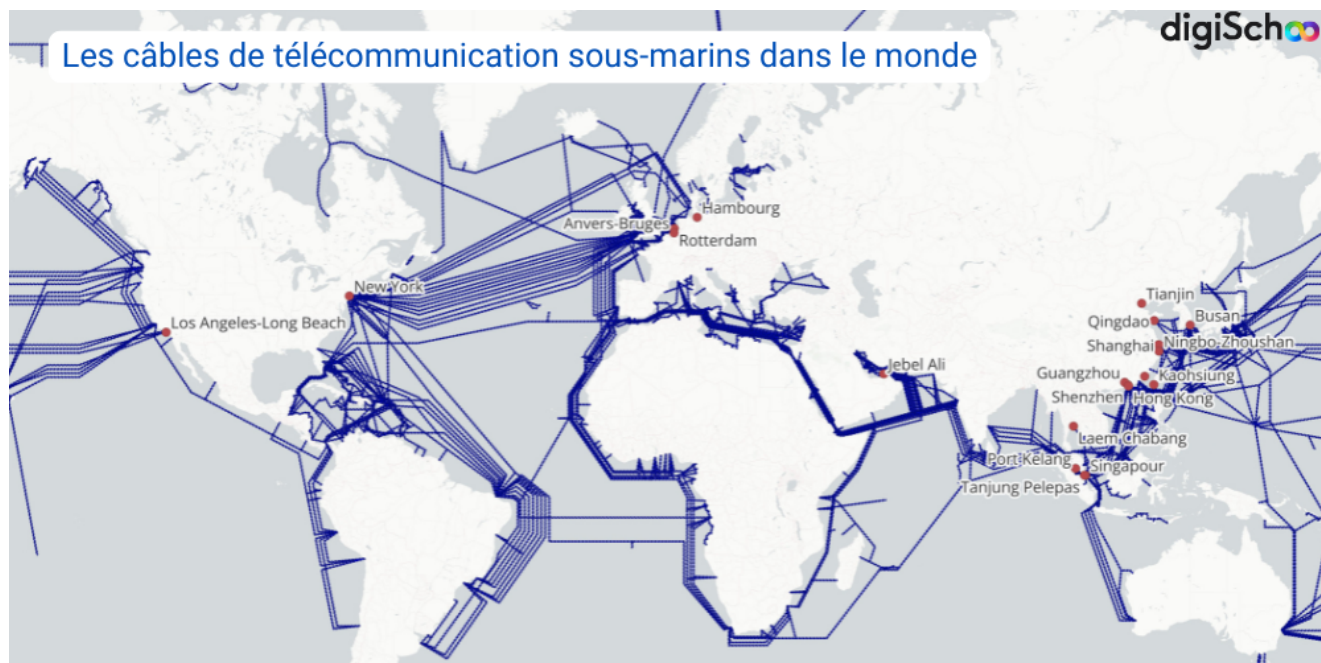 digiSchool
Les câbles de télécommunication sous-marins dans le monde
Hambourg
Anvers-Bruges
Rotterdam
New York
Los Angeles-Long Beach
Tianjin
Qingdao
Busan
Shanghai
Ningbo-Zhoushan
Jebel Ali
Guangzhou
Kaohsiung
Shenzhen
Hong Kong
Laem Chabang
Port Kelang
Singapour
Tanjung Pelepas